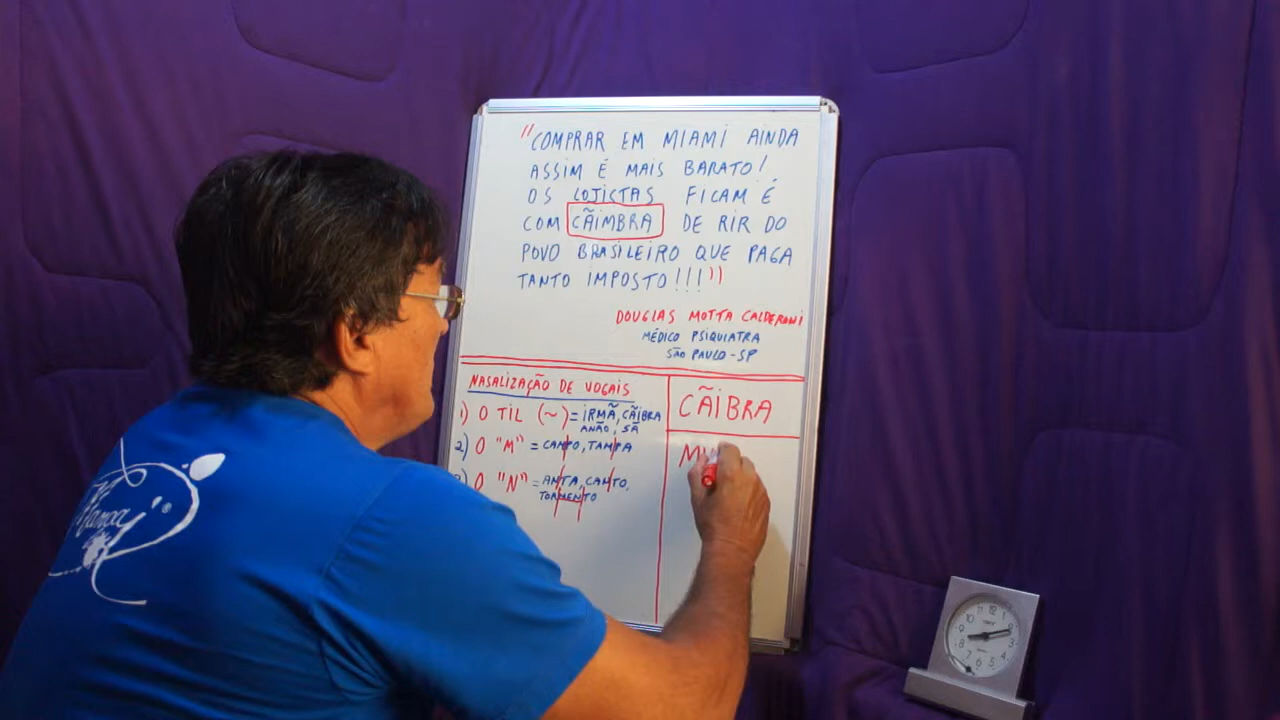 "COMPRAR EM MIAMI AINDA
ASSIM É MAIS BARATO!
OS LOJISTAS FICAM É
COM CÃIMBRA DE RIR DO
POVO BRASILEIRO QUE PAGA
TANTO IMPOSTO!!!"
DOUGLAS MOTTA CALDERONI
MÉDICO PSIQUIATRA
SÃO PAULO-SP
NASALIZAÇÃO DE VOGAIS
1) O TIL (~) = IRMÃ, CÃIBRA
ANÃO, SÃ
2) O "M" = CAMPO, TAMPA
O "N" = ANTA, CANTO,
TORMENTO
CÃIBRA
12